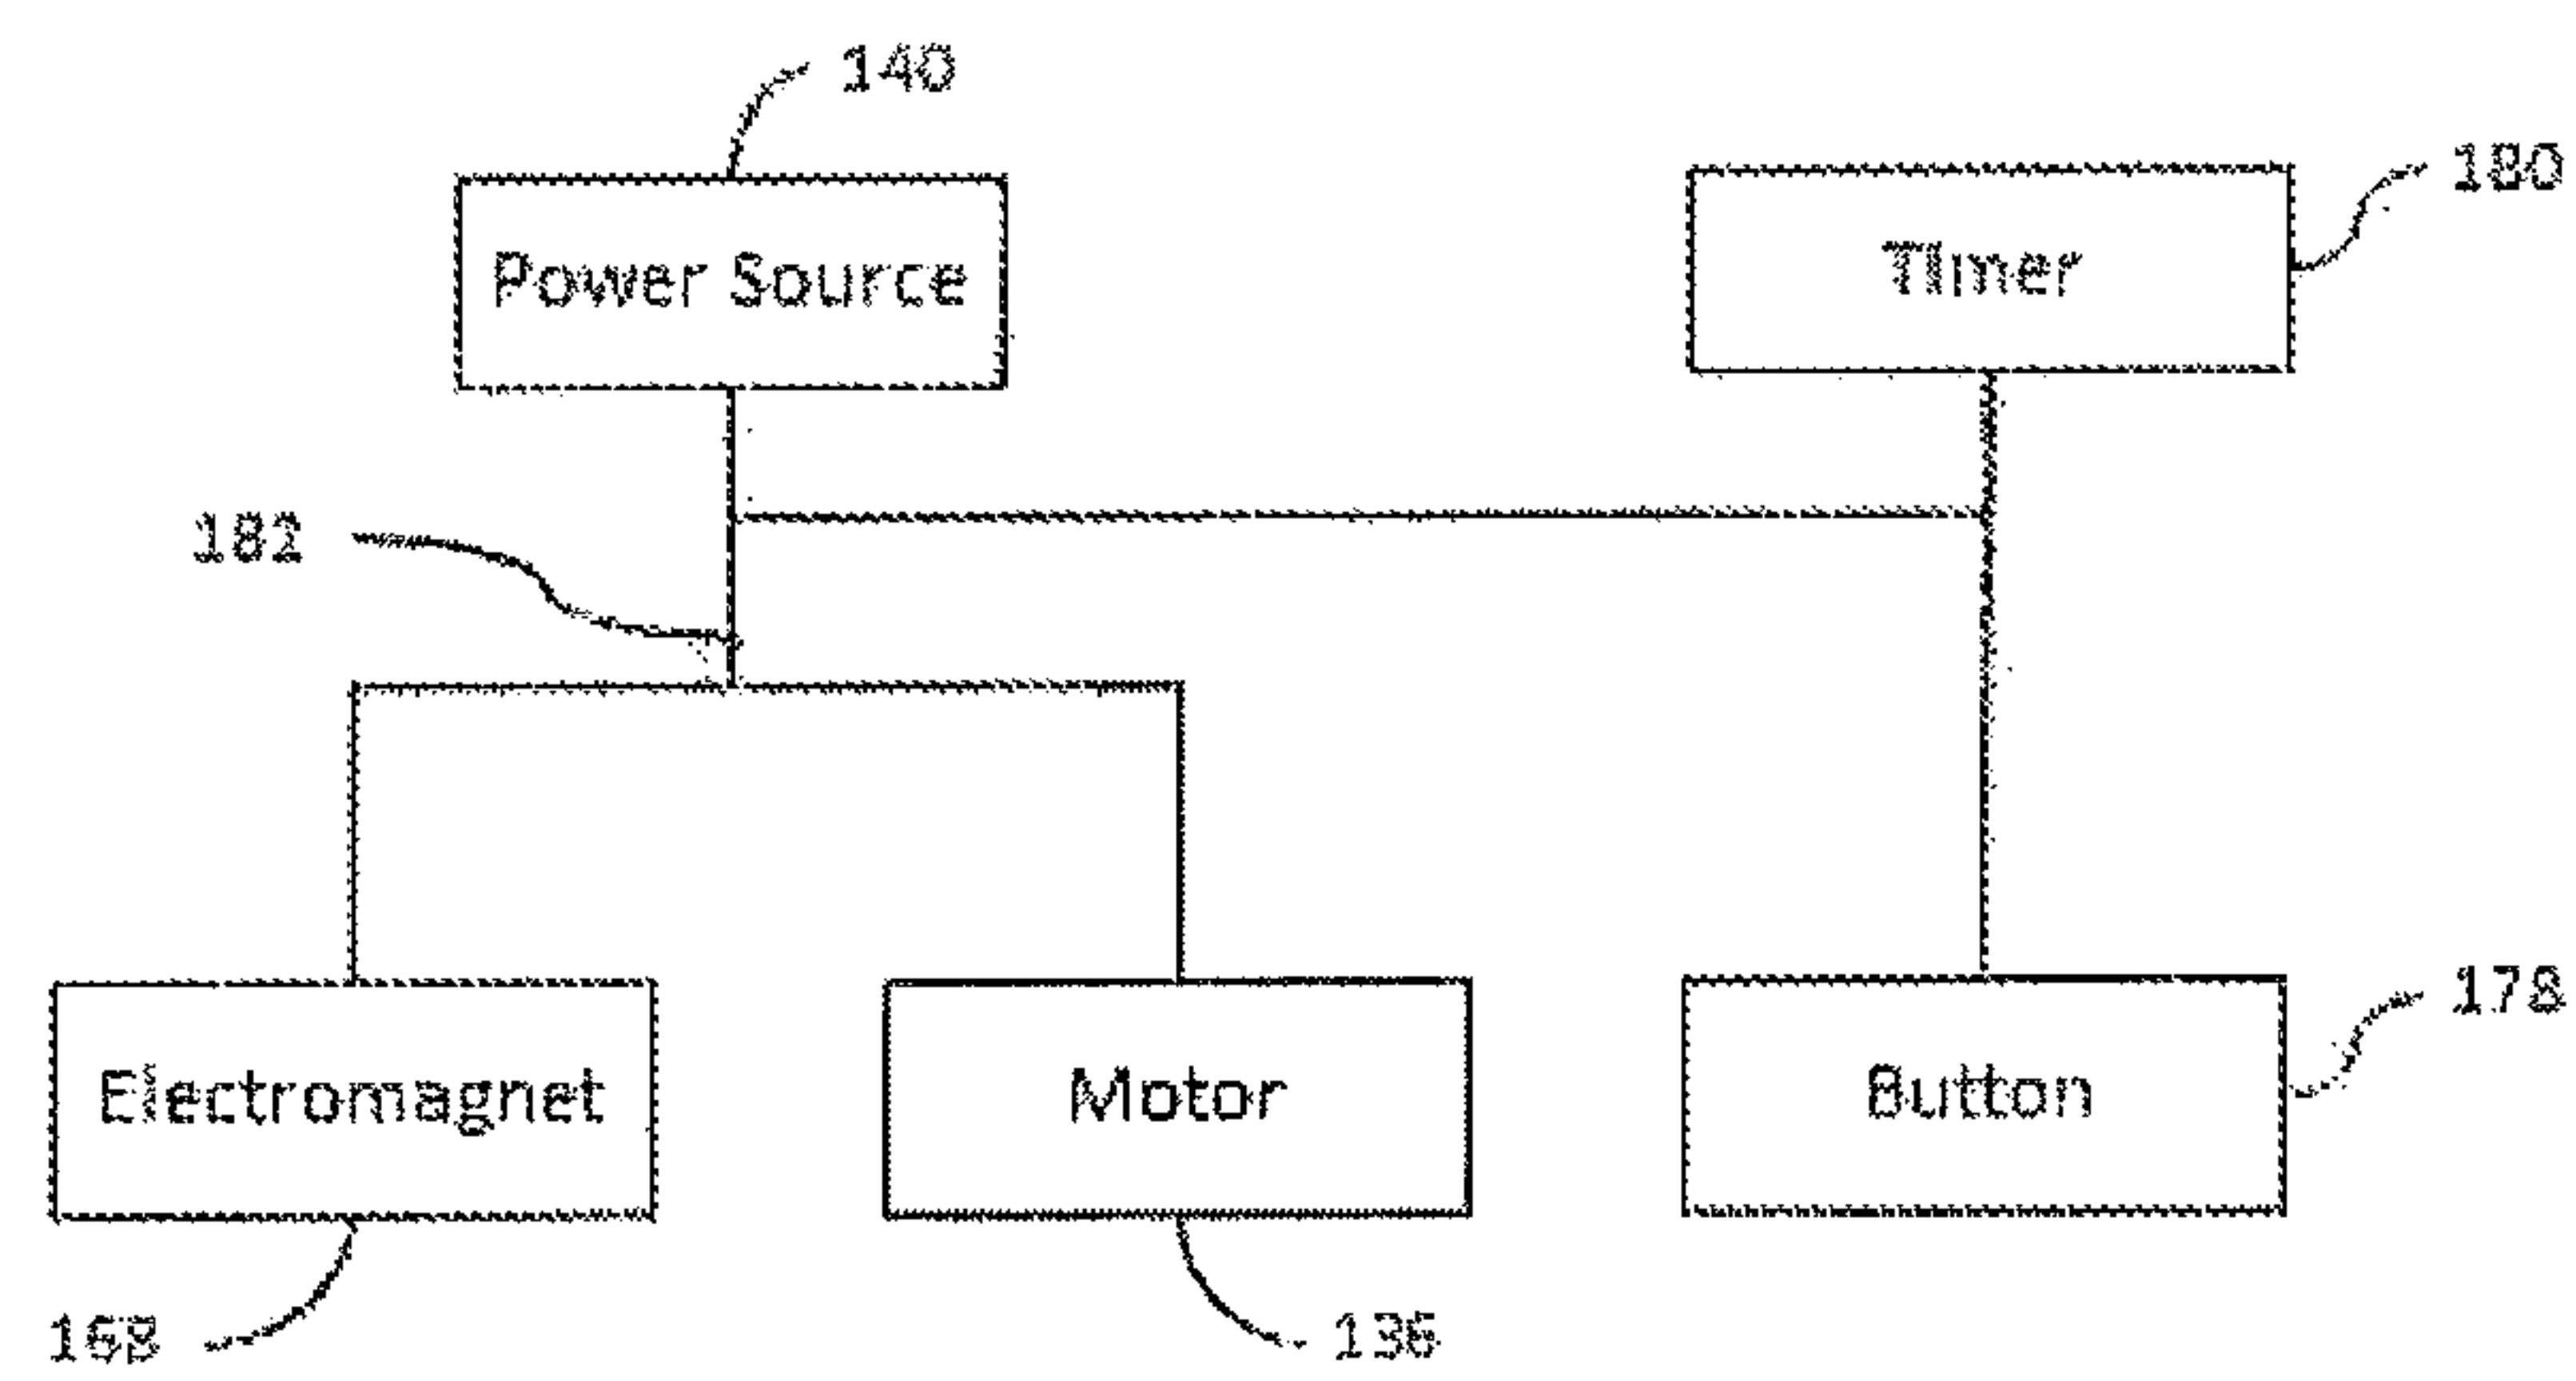 140
180
Power Source
Timer
182
Electromagnet
Motor
Button
178
168
136